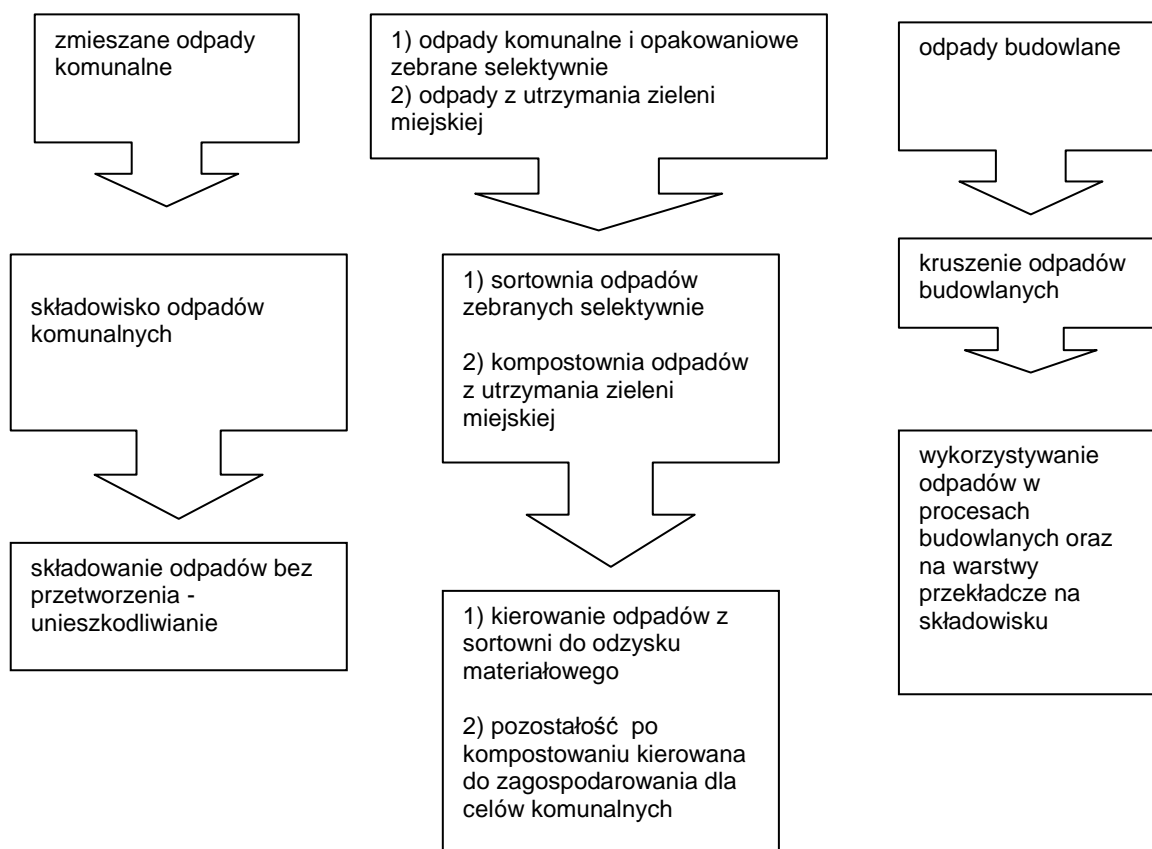 zmieszane odpady
komunalne
1) odpady komunalne i opakowaniowe
zebrane selektywnie
2) odpady z utrzymania zieleni
miejskiej
odpady budowlane
składowisko odpadów
komunalnych
1) sortownia odpadów
zebranych selektywnie
2) kompostownia odpadów
z utrzymania zieleni
miejskiej
kruszenie odpadów
budowlanych
składowanie odpadów bez
przetworzenia -
unieszkodliwianie
1) kierowanie odpadów z
sortowni do odzysku
materiałowego
2) pozostałość  po
kompostowaniu kierowana
do zagospodarowania dla
celów komunalnych
wykorzystywanie
odpadów w
procesach
budowlanych oraz
na warstwy
przekładcze na
składowisku